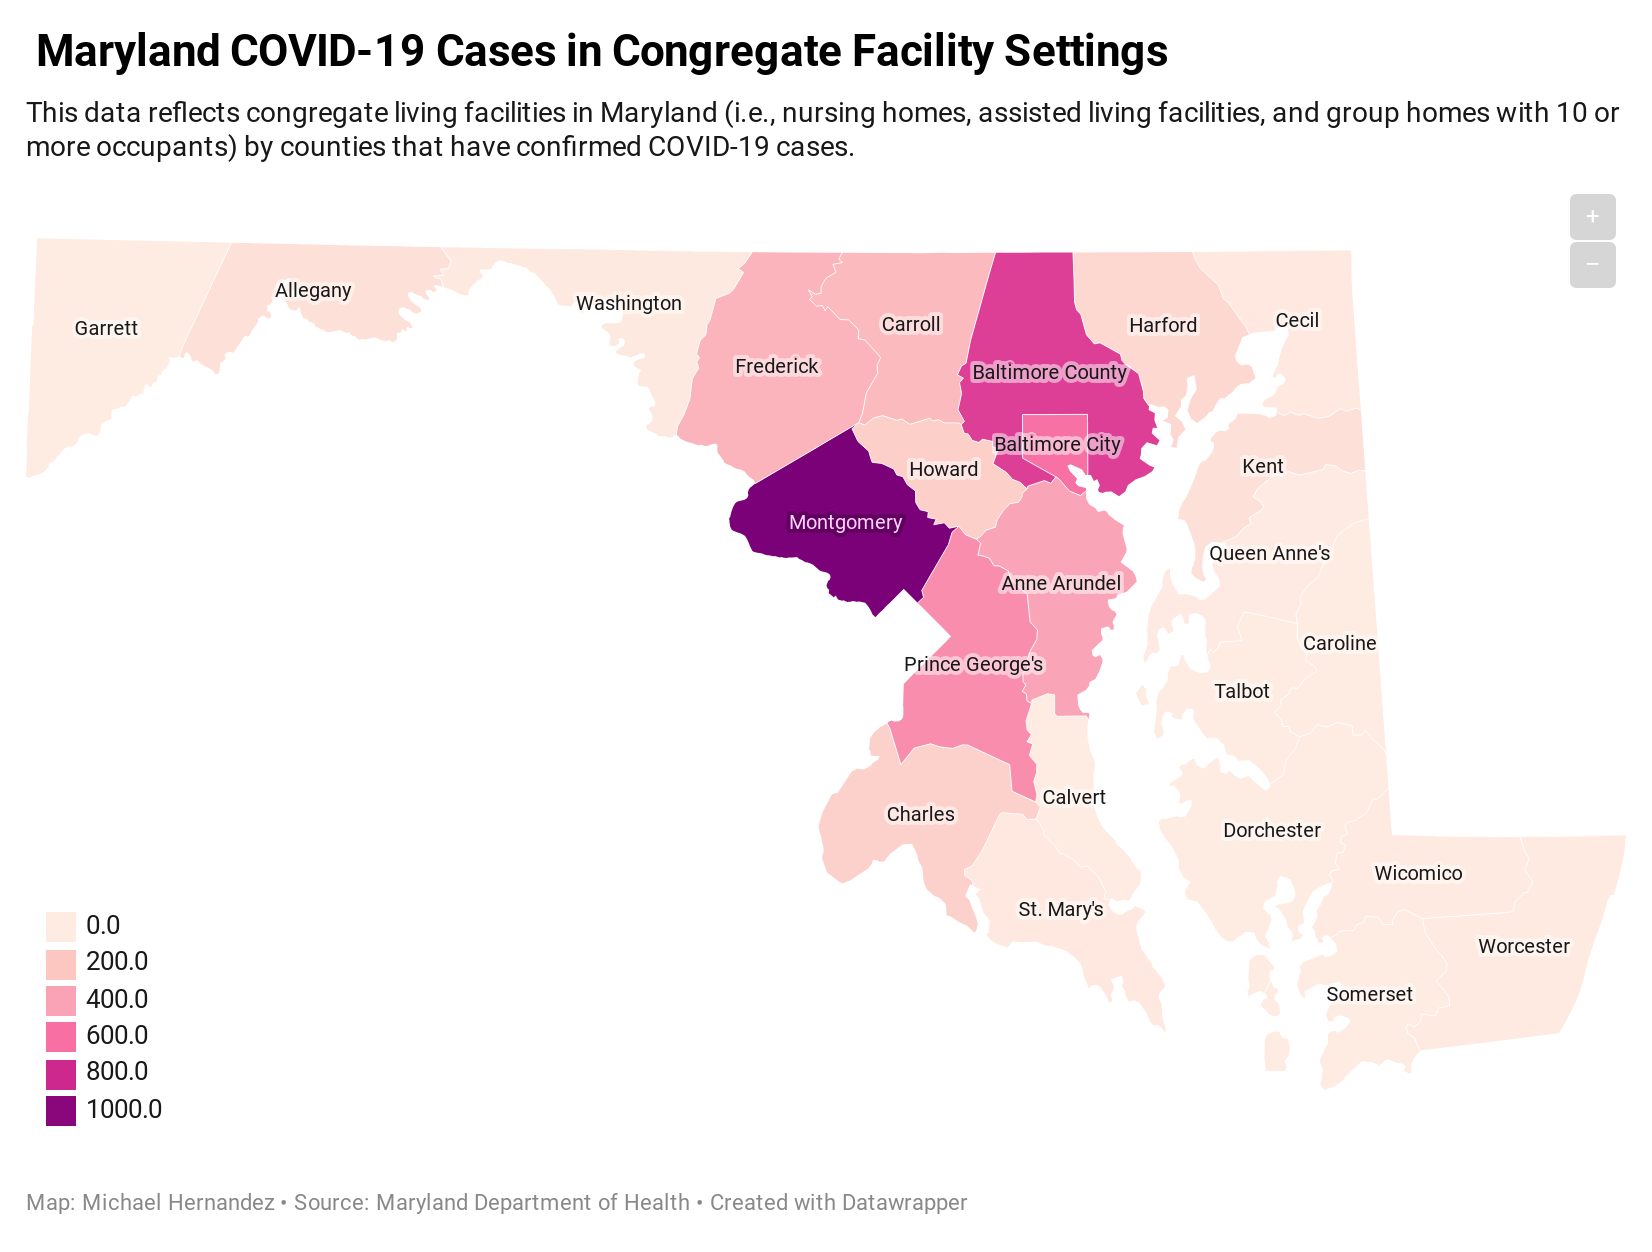 Maryland COVID-19 Cases in Congregate Facility Settings
This data reflects congregate living facilities in Maryland (i.e., nursing homes, assisted living facilities, and group homes with 10 or
more occupants) by counties that have confirmed COVID-19 cases.
+
−
Allegany
Washington
Garrett
Cecil
Carroll
Harford
Frederick
Baltimore County
Baltimore City
Howard
Kent
Montgomery
Queen Anne's
Anne Arundel
Caroline
Prince George's
Talbot
Calvert
Charles
Dorchester
Wicomico
St. Mary's
Worcester
Somerset
0.0
200.0
400.0
600.0
800.0
1000.0
Map: Michael Hernandez • Source: Maryland Department of Health • Created with Datawrapper